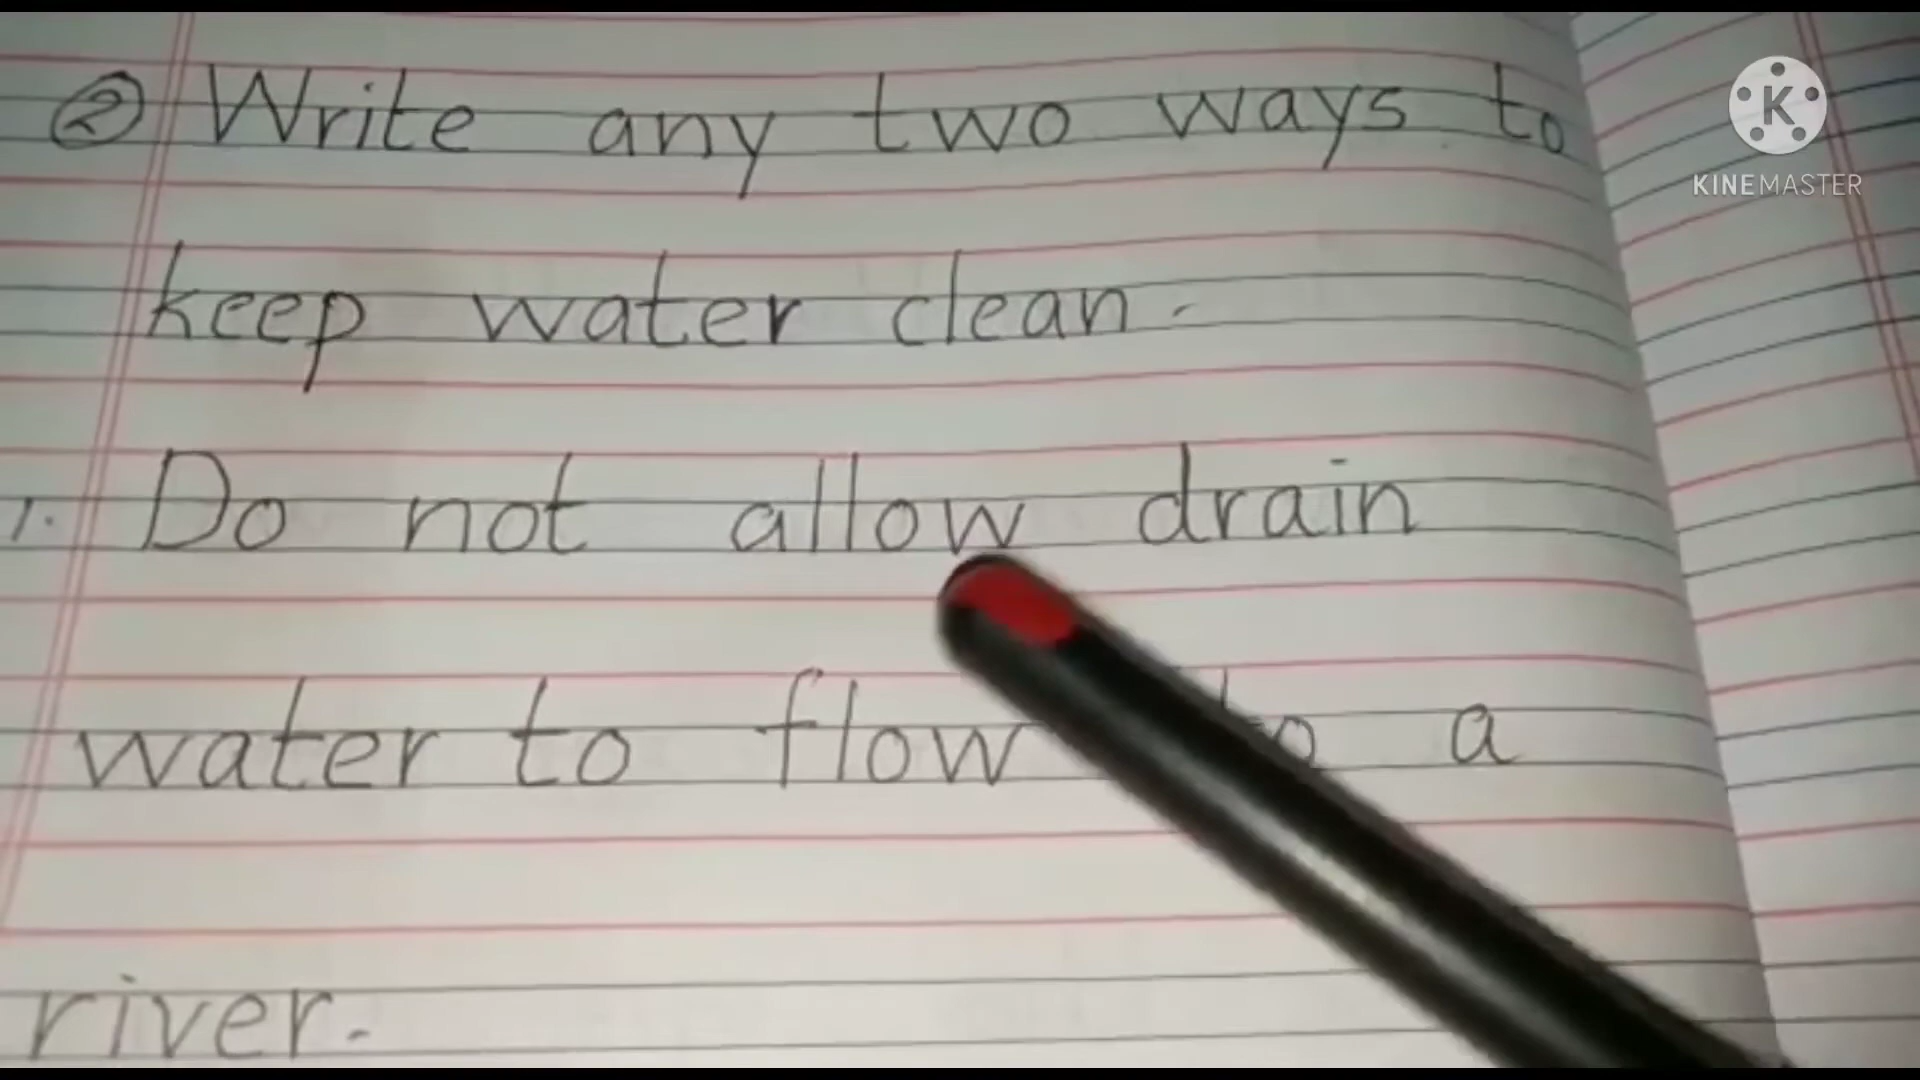 ② Write any two ways to
keep water clean.
1. Do not allow drain
water to flow to a
river.
KINEMASTER